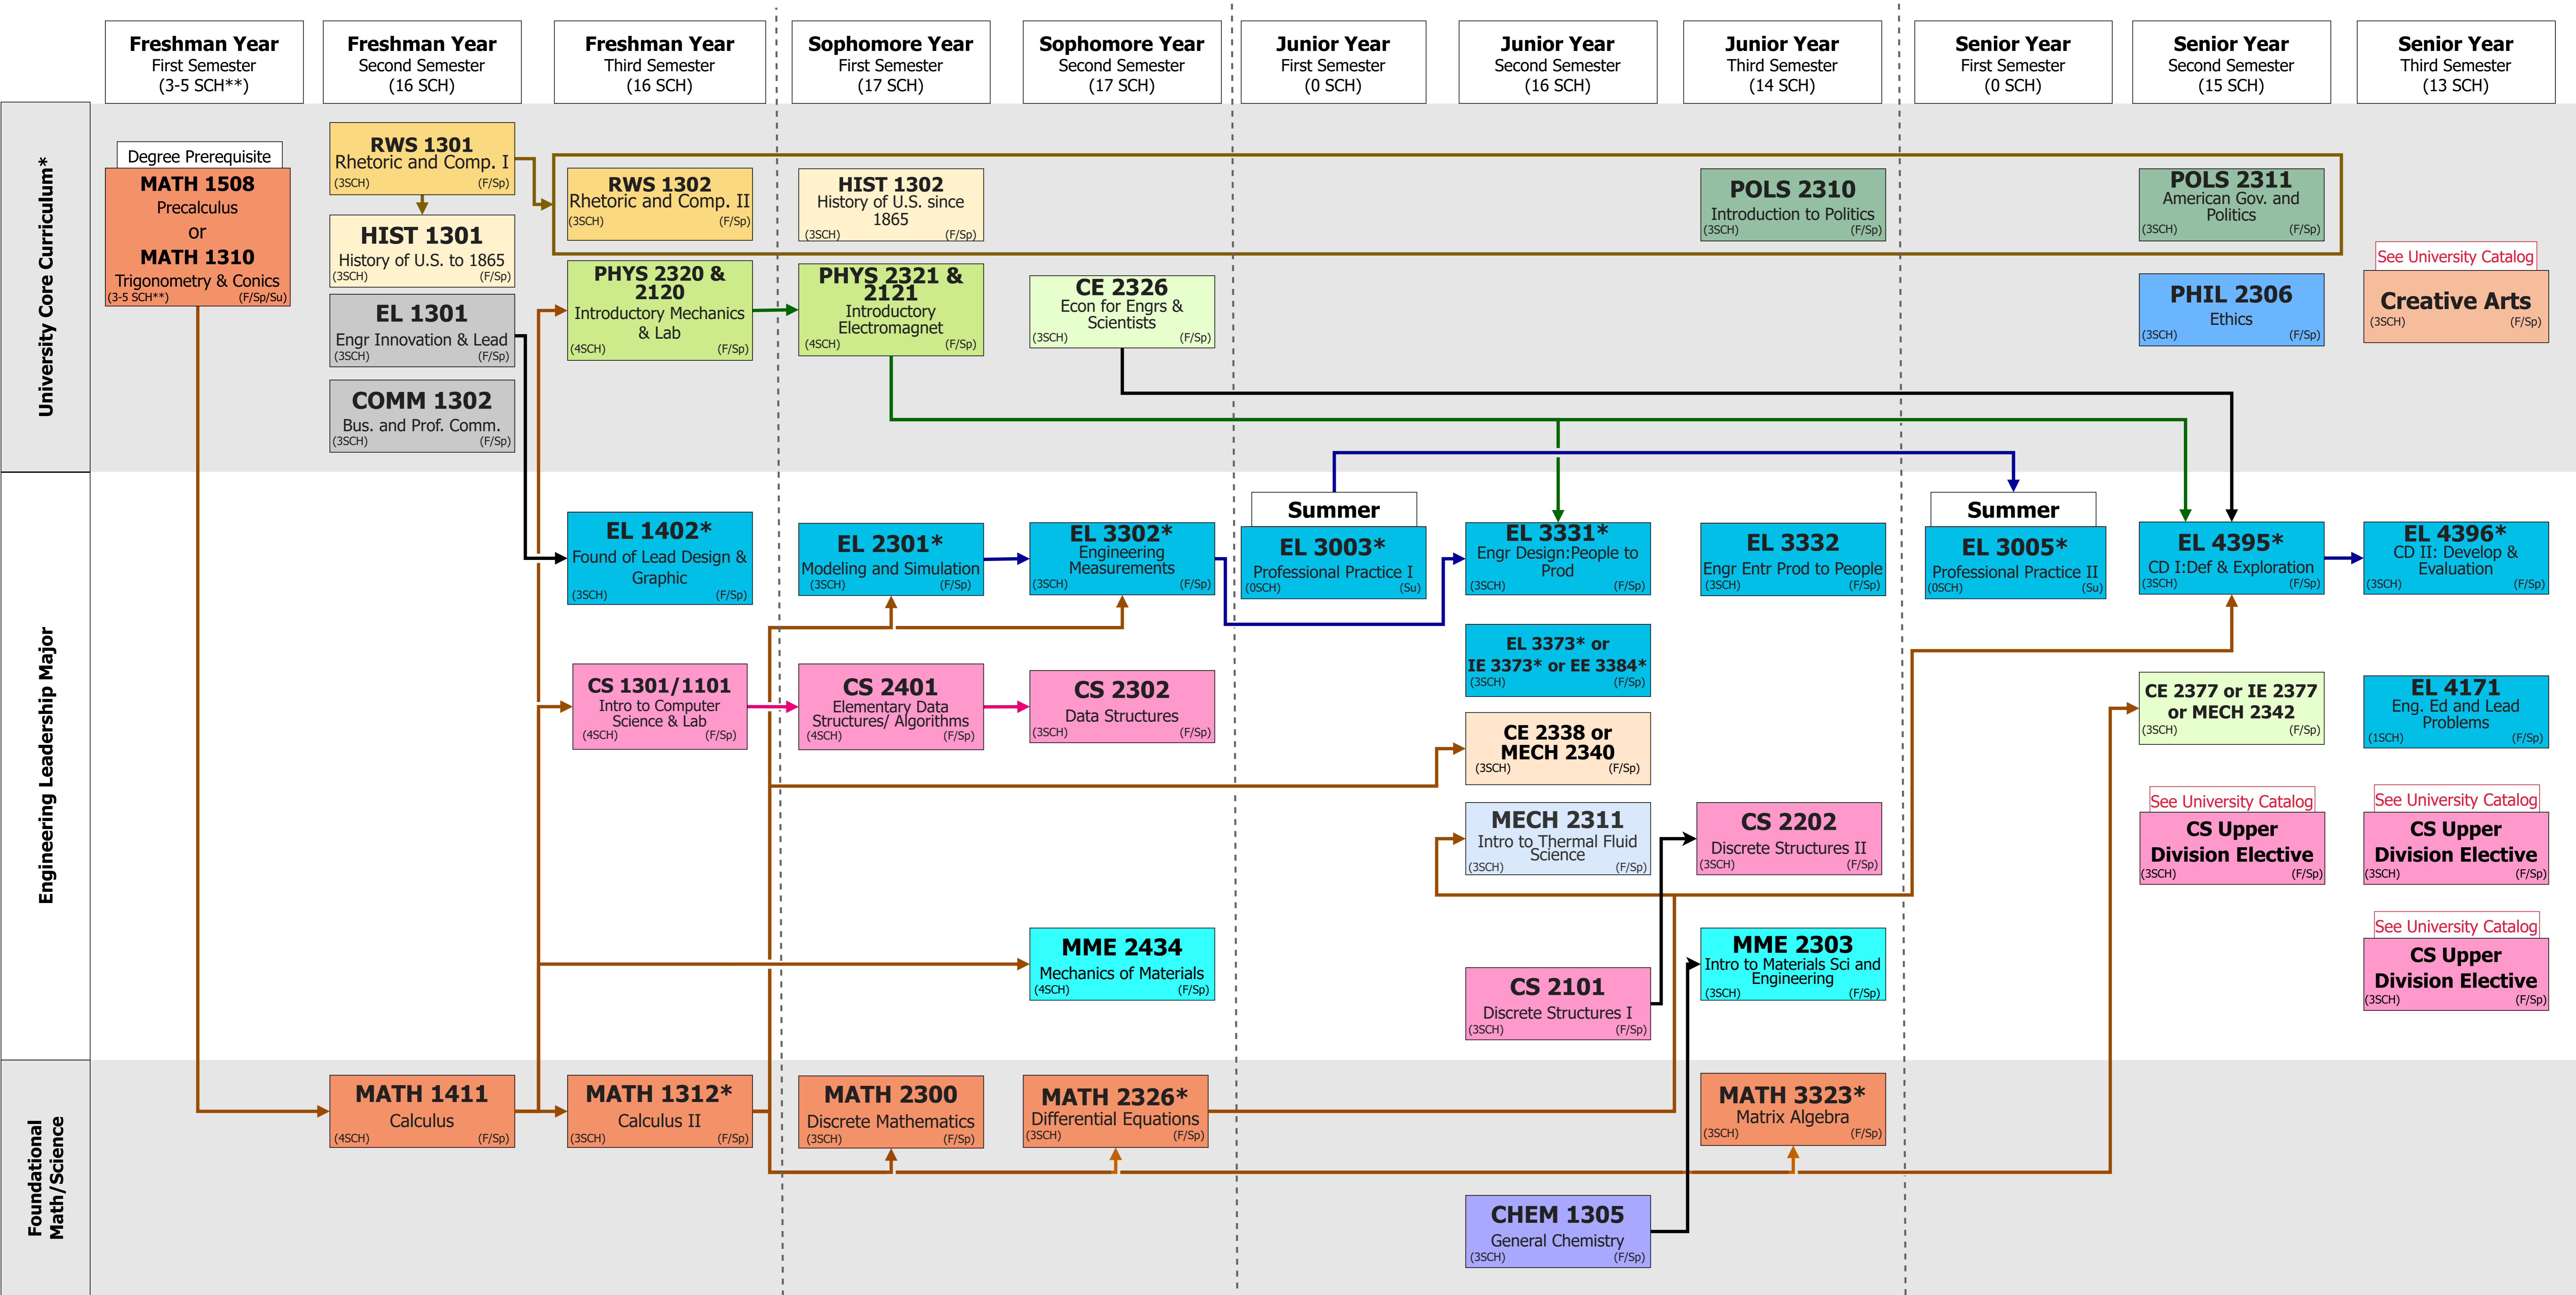 Freshman Year
First Semester
(3-5 SCH**)
Freshman Year
Second Semester
(16 SCH)
Freshman Year
Third Semester
(16 SCH)
Sophomore Year
First Semester
(17 SCH)
Sophomore Year
Second Semester
(17 SCH)
Junior Year
First Semester
(0 SCH)
Junior Year
Second Semester
(16 SCH)
Junior Year
Third Semester
(14 SCH)
Senior Year
First Semester
(0 SCH)
Senior Year
Second Semester
(15 SCH)
Senior Year
Third Semester
(13 SCH)
University Core Curriculum*
Degree Prerequisite
MATH 1508
Precalculus
or
MATH 1310
Trigonometry & Conics
(3-5 SCH**) (F/Sp/Su)
RWS 1301
Rhetoric and Comp. I
(3SCH) (F/Sp)
HIST 1301
History of U.S. to 1865
(3SCH) (F/Sp)
EL 1301
Engr Innovation & Lead
(3SCH) (F/Sp)
COMM 1302
Bus. and Prof. Comm.
(3SCH) (F/Sp)
RWS 1302
Rhetoric and Comp. II
(3SCH) (F/Sp)
PHYS 2320 &
2120
Introductory Mechanics
& Lab
(4SCH) (F/Sp)
HIST 1302
History of U.S. since
1865
(3SCH) (F/Sp)
PHYS 2321 &
2121
Introductory
Electromagnet
(4SCH) (F/Sp)
CE 2326
Econ for Engrs &
Scientists
(3SCH) (F/Sp)
POLS 2310
Introduction to Politics
(3SCH) (F/Sp)
POLS 2311
American Gov. and
Politics
(3SCH) (F/Sp)
PHIL 2306
Ethics
(3SCH) (F/Sp)
See University Catalog
Creative Arts
(3SCH) (F/Sp)
Engineering Leadership Major
EL 1402*
Found of Lead Design &
Graphic
(3SCH) (F/Sp)
CS 1301/1101
Intro to Computer
Science & Lab
(4SCH) (F/Sp)
EL 2301*
Modeling and Simulation
(3SCH) (F/Sp)
CS 2401
Elementary Data
Structures/ Algorithms
(4SCH) (F/Sp)
EL 3302*
Engineering
Measurements
(3SCH) (F/Sp)
CS 2302
Data Structures
(3SCH) (F/Sp)
MME 2434
Mechanics of Materials
(4SCH) (F/Sp)
Summer
EL 3003*
Professional Practice I
(0SCH) (Su)
EL 3331*
Engr Design:People to
Prod
(3SCH) (F/Sp)
EL 3373* or
IE 3373* or EE 3384*
(3SCH) (F/Sp)
CE 2338 or
MECH 2340
(3SCH) (F/Sp)
MECH 2311
Intro to Thermal Fluid
Science
(3SCH) (F/Sp)
CS 2101
Discrete Structures I
(3SCH) (F/Sp)
EL 3332
Engr Entr Prod to People
(3SCH) (F/Sp)
CS 2202
Discrete Structures II
(3SCH) (F/Sp)
MME 2303
Intro to Materials Sci and
Engineering
(3SCH) (F/Sp)
Summer
EL 3005*
Professional Practice II
(0SCH) (Su)
EL 4395*
CD I:Def & Exploration
(3SCH) (F/Sp)
CE 2377 or IE 2377
or MECH 2342
(3SCH) (F/Sp)
See University Catalog
CS Upper
Division Elective
(3SCH) (F/Sp)
EL 4396*
CD II: Develop &
Evaluation
(3SCH) (F/Sp)
EL 4171
Eng. Ed and Lead
Problems
(1SCH) (F/Sp)
See University Catalog
CS Upper
Division Elective
(3SCH) (F/Sp)
See University Catalog
CS Upper
Division Elective
(3SCH) (F/Sp)
Foundational
Math/Science
MATH 1411
Calculus
(4SCH) (F/Sp)
MATH 1312*
Calculus II
(3SCH) (F/Sp)
MATH 2300
Discrete Mathematics
(3SCH) (F/Sp)
MATH 2326*
Differential Equations
(3SCH) (F/Sp)
CHEM 1305
General Chemistry
(3SCH) (F/Sp)
MATH 3323*
Matrix Algebra
(3SCH) (F/Sp)